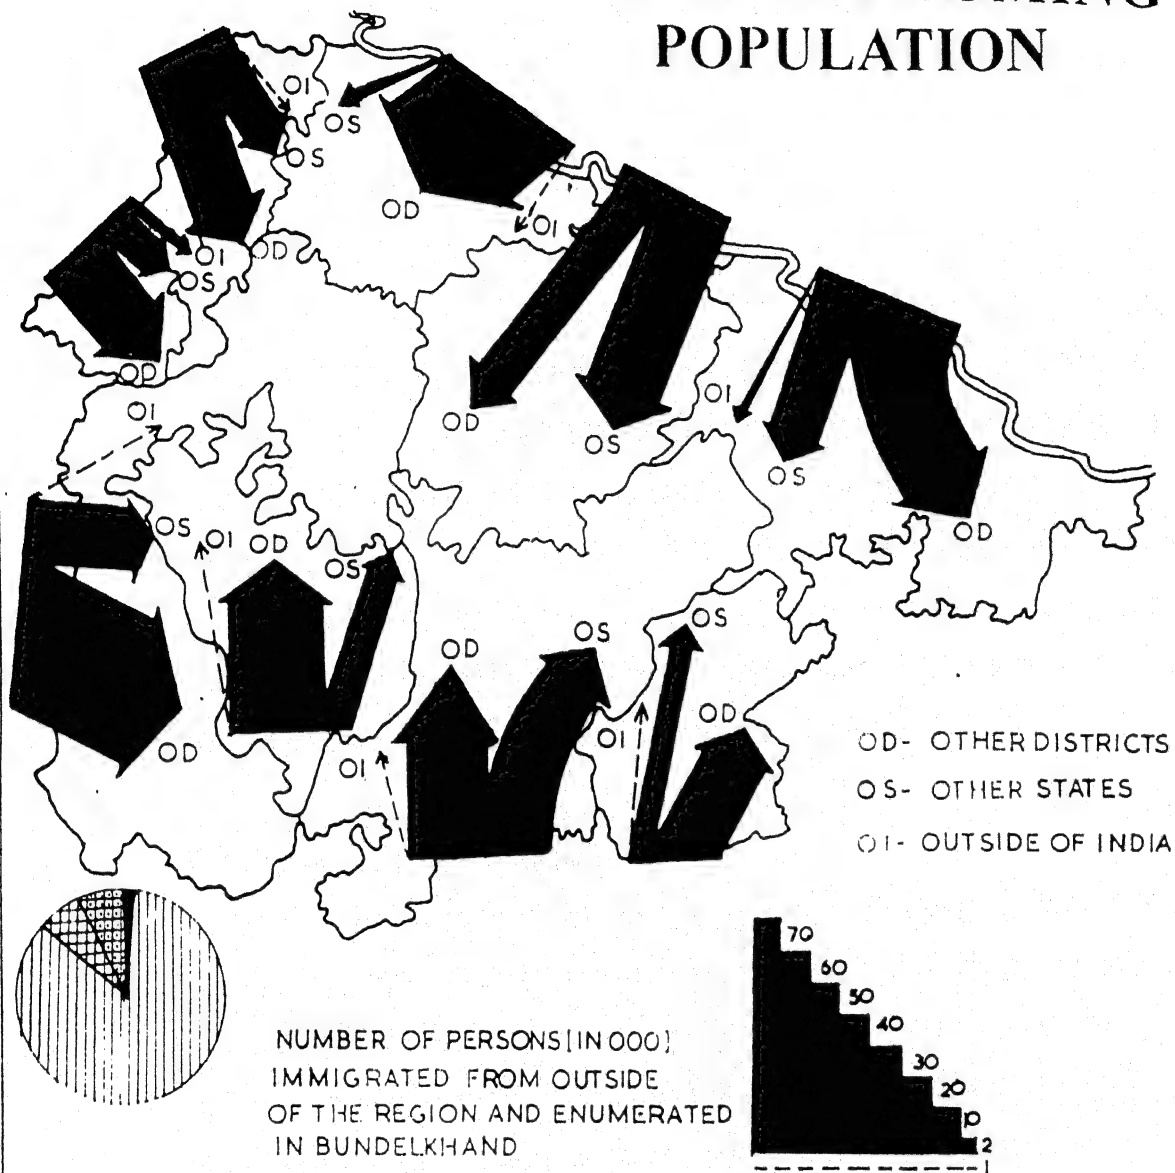 POPULATION
OI
OS
OS
OD
OI
OI
OD
OS
OD
OI
OI
OD
OS
OS
OS
OI
OD
OS
OD
OS
OS
OD
OD
OI
OI
OD
OD- OTHER DISTRICTS
OS- OTHER STATES
OI- OUTSIDE OF INDIA
70
60
50
40
30
20
10
2
1
NUMBER OF PERSONS [IN 000]
IMMIGRATED FROM OUTSIDE
OF THE REGION AND ENUMERATED
IN BUNDELKHAND